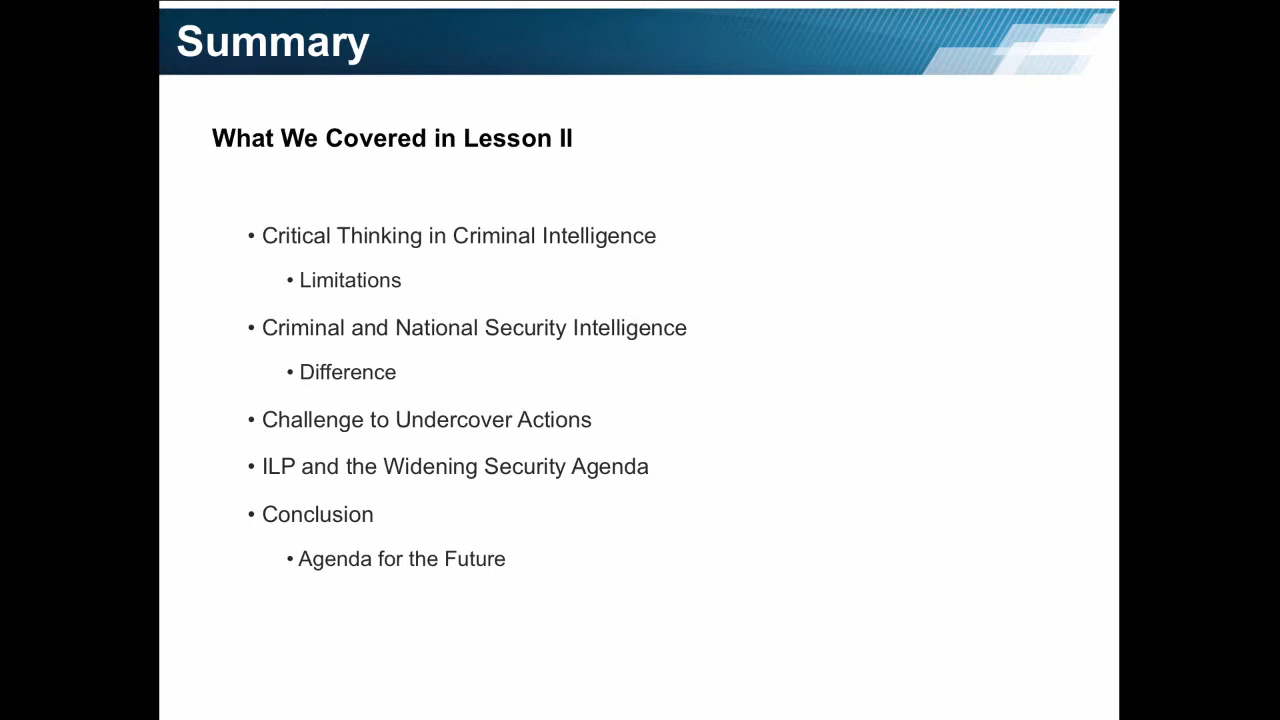 Summary
What We Covered in Lesson II
• Critical Thinking in Criminal Intelligence
• Limitations
• Criminal and National Security Intelligence
• Difference
• Challenge to Undercover Actions
• ILP and the Widening Security Agenda
• Conclusion
• Agenda for the Future